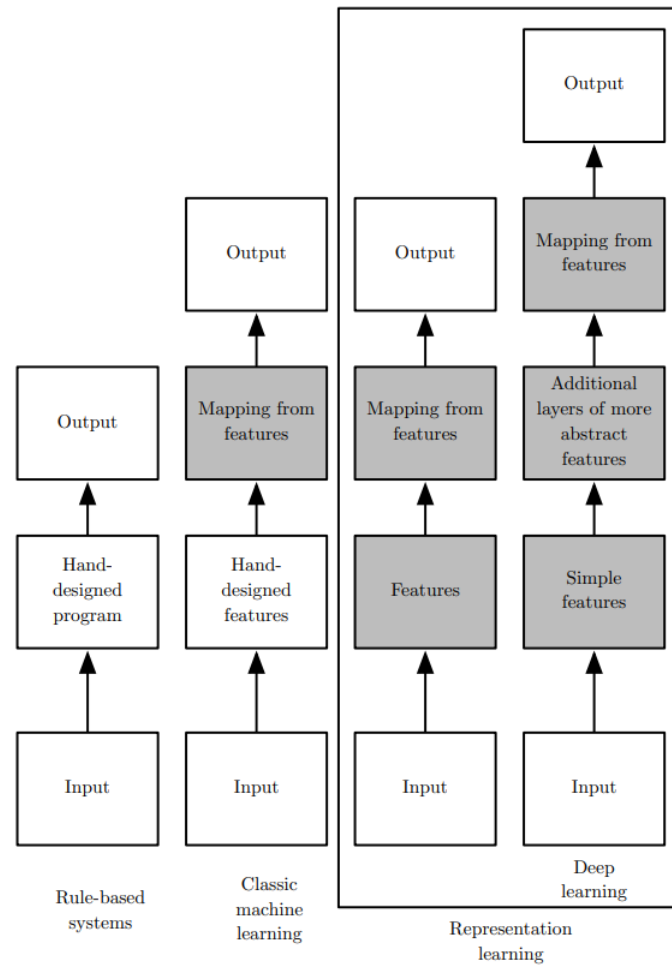 Output
Output
Output
Mapping from
features
Output
Mapping from
features
Mapping from
features
Additional
layers of more
abstract
features
Hand-
designed
program
Hand-
designed
features
Features
Simple
features
Input
Input
Input
Input
Rule-based
systems
Classic
machine
learning
Deep
learning
Representation
learning